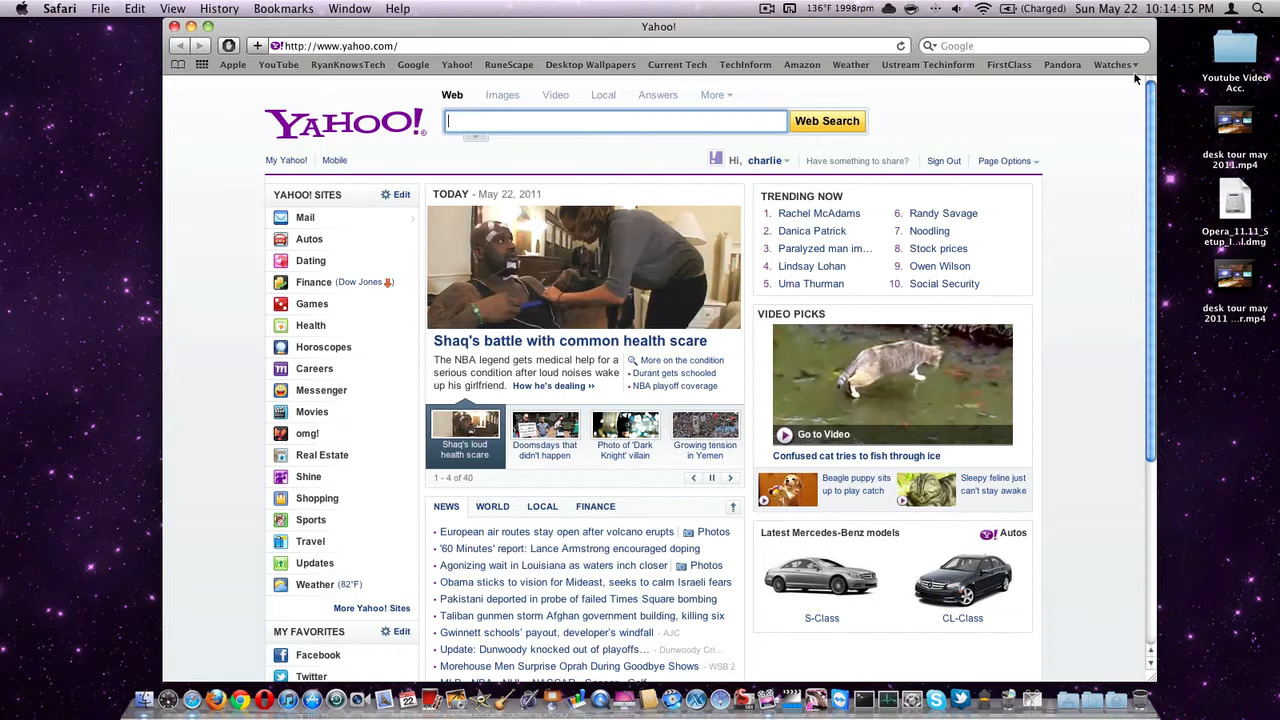 Safari File Edit View History Bookmarks Window Help
136°F 1998rpm (Charged) Sun May 22 10:14:15 PM
Yahoo!
http://www.yahoo.com/
Google
Apple YouTube RyanKnowsTech Google Yahoo! RuneScape Desktop Wallpapers Current Tech TechInform Amazon Weather Ustream Techinform FirstClass Pandora Watches
Web Images Video Local Answers More
YAHOO!
Web Search
My Yahoo! Mobile
Hi, charlie Have something to share? Sign Out Page Options
YAHOO! SITES Edit
Mail
Autos
Dating
Finance (Dow Jones)
Games
Health
Horoscopes
Careers
Messenger
Movies
omg!
Real Estate
Shine
Shopping
Sports
Travel
Updates
Weather (82°F)
More Yahoo! Sites
MY FAVORITES Edit
Facebook
Twitter
TODAY - May 22, 2011
Shaq's battle with common health scare
The NBA legend gets medical help for a
serious condition after loud noises wake
up his girlfriend. How he's dealing ››
More on the condition
• Durant gets schooled
• NBA playoff coverage
Shaq's loud
health scare
Doomsdays that
didn't happen
Photo of 'Dark
Knight' villain
Growing tension
in Yemen
1 - 4 of 40
NEWS WORLD LOCAL FINANCE
• European air routes stay open after volcano erupts | Photos
• '60 Minutes' report: Lance Armstrong encouraged doping
• Agonizing wait in Louisiana as waters inch closer | Photos
• Obama sticks to vision for Mideast, seeks to calm Israeli fears
• Pakistani deported in probe of failed Times Square bombing
• Taliban gunmen storm Afghan government building, killing six
• Gwinnett schools' payout, developer's windfall - AJC
• Update: Dunwoody knocked out of playoffs… - Dunwoody Cri...
• Morehouse Men Surprise Oprah During Goodbye Shows - WSB 2
TRENDING NOW
1. Rachel McAdams
2. Danica Patrick
3. Paralyzed man im...
4. Lindsay Lohan
5. Uma Thurman
6. Randy Savage
7. Noodling
8. Stock prices
9. Owen Wilson
10. Social Security
VIDEO PICKS
Go to Video
Confused cat tries to fish through ice
Beagle puppy sits
up to play catch
Sleepy feline just
can't stay awake
Latest Mercedes-Benz models
Y! Autos
S-Class
CL-Class
Youtube Video
Acc.
desk tour may
2011.mp4
Opera_11.11_S
etup_I...l.dmg
desk tour may
2011 ...r.mp4